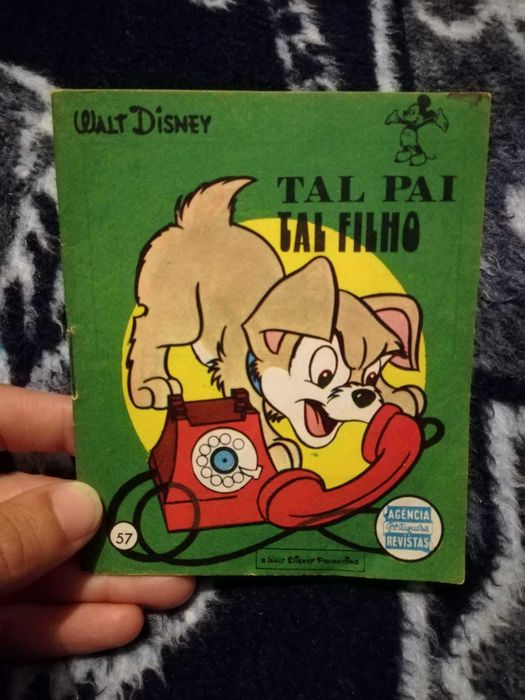 WALT DISNEY
TAL PAI
TAL FILHO
57
AGÊNCIA
Portuguesa
REVISTAS
© WALT DISNEY PRODUCTIONS